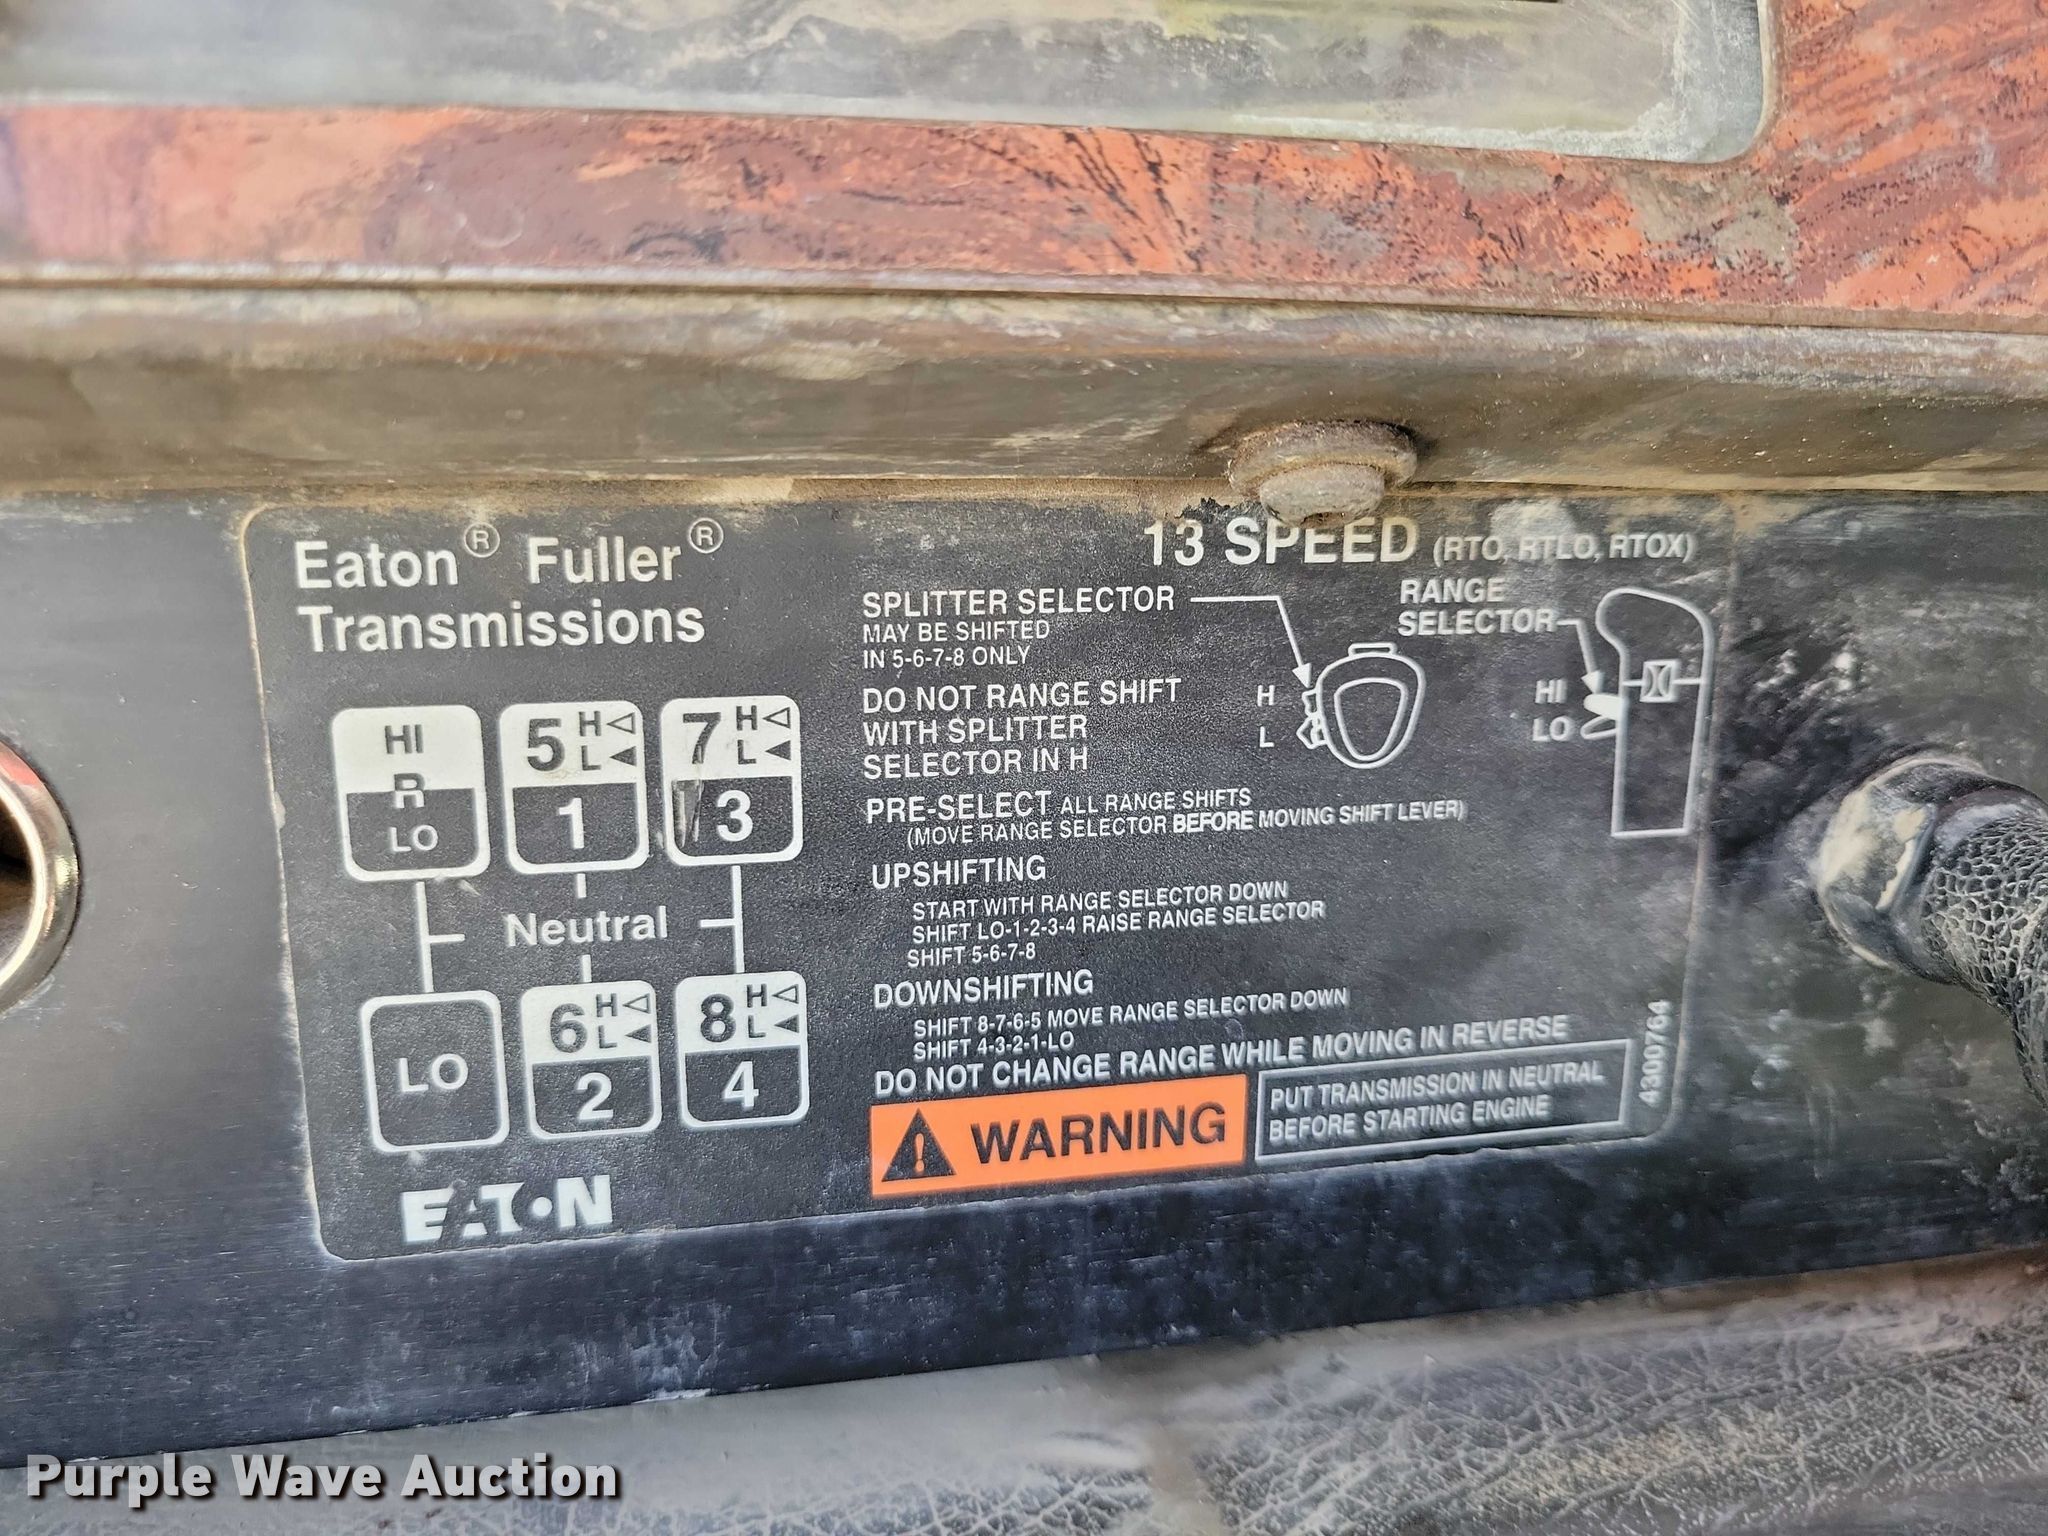 Eaton® Fuller®
Transmissions
13 SPEED (RTO, RTLO, RTOX)
HI
R
LO
5 H
L
1
7 H
L
3
Neutral
LO
6 H
L
2
8 H
L
4
EATON
SPLITTER SELECTOR
MAY BE SHIFTED
IN 5-6-7-8 ONLY
H
L
RANGE
SELECTOR
HI
LO
DO NOT RANGE SHIFT
WITH SPLITTER
SELECTOR IN H
PRE-SELECT ALL RANGE SHIFTS
(MOVE RANGE SELECTOR BEFORE MOVING SHIFT LEVER)
UPSHIFTING
START WITH RANGE SELECTOR DOWN
SHIFT LO-1-2-3-4 RAISE RANGE SELECTOR
SHIFT 5-6-7-8
DOWNSHIFTING
SHIFT 8-7-6-5 MOVE RANGE SELECTOR DOWN
SHIFT 4-3-2-1-LO
DO NOT CHANGE RANGE WHILE MOVING IN REVERSE
WARNING
PUT TRANSMISSION IN NEUTRAL
BEFORE STARTING ENGINE
4300764
Purple Wave Auction